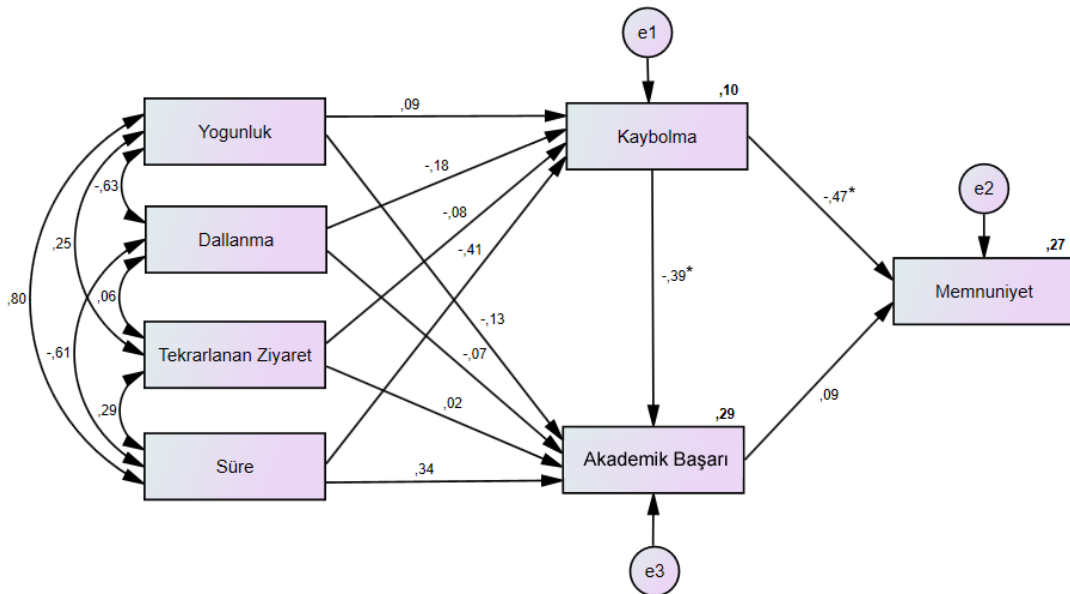 e1
,10
Yogunluk
,09
Kaybolma
-,63
-,18
-,47*
e2
Dallanma
-,08
,25
-,41
,27
,06
-,39*
Memnuniyet
,80
-,13
Tekrarlanan Ziyaret
-,61
-,07
,02
,09
,29
,29
Süre
,34
Akademik Başarı
e3